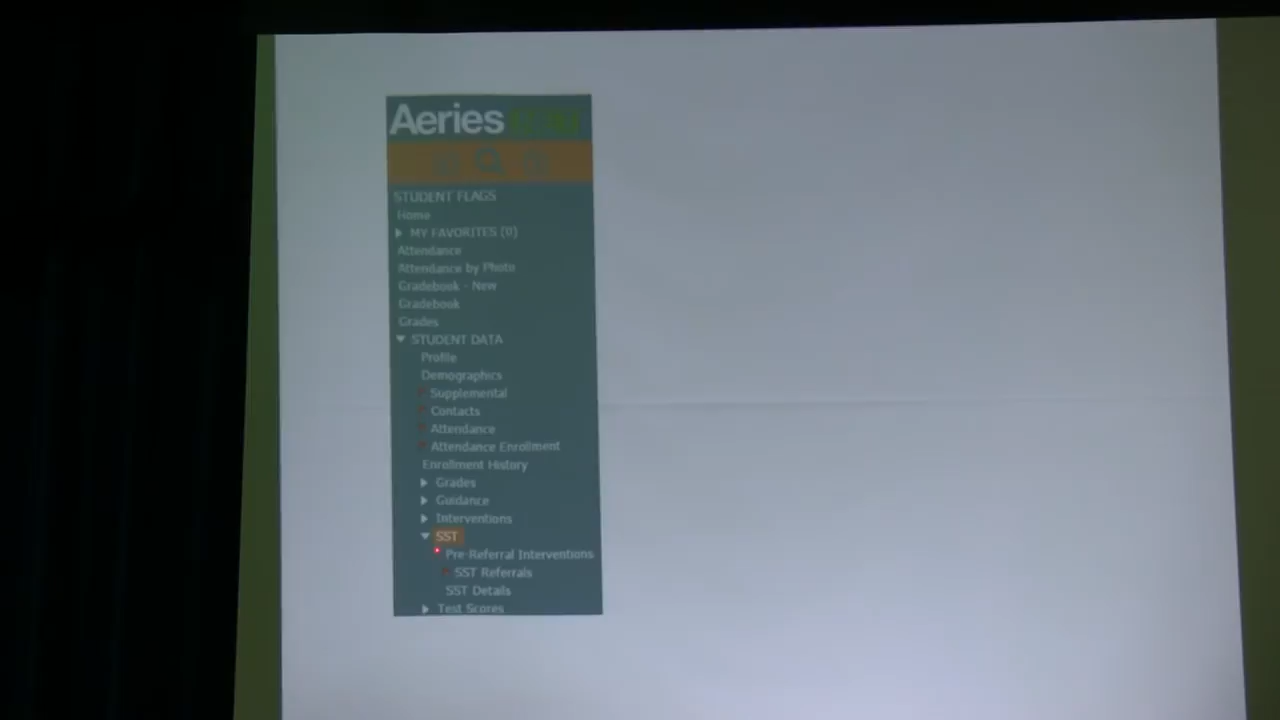 Aeries
STUDENT FLAGS
Home
MY FAVORITES (0)
Attendance
Attendance by Photo
Gradebook - New
Gradebook
Grades
STUDENT DATA
Profile
Demographics
Supplemental
Contacts
Attendance
Attendance Enrollment
Enrollment History
Grades
Guidance
Interventions
SST
Pre-Referral Interventions
SST Referrals
SST Details
Test Scores